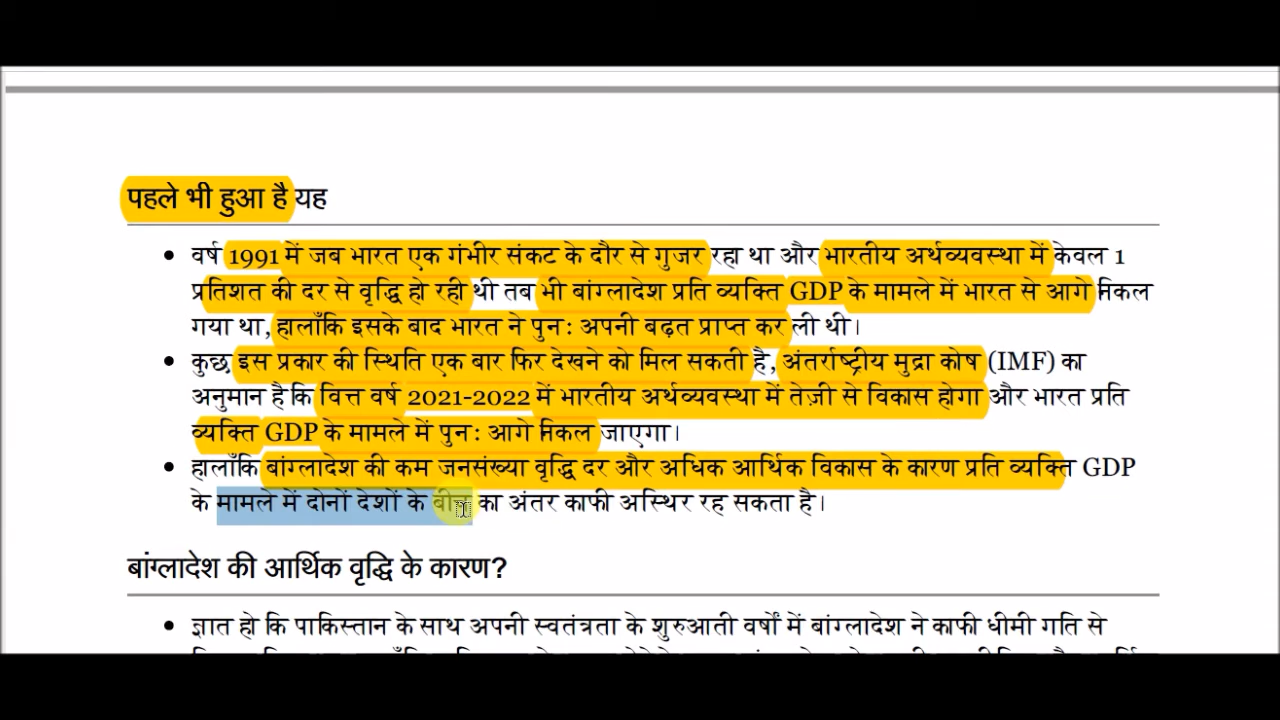 पहले भी हुआ है यह
• वर्ष 1991 में जब भारत एक गंभीर संकट के दौर से गुजर रहा था और भारतीय अर्थव्यवस्था में केवल 1
प्रतिशत की दर से वृद्धि हो रही थी तब भी बांग्लादेश प्रति व्यक्ति GDP के मामले में भारत से आगे निकल
गया था, हालाँकि इसके बाद भारत ने पुनः अपनी बढ़त प्राप्त कर ली थी।
• कुछ इस प्रकार की स्थिति एक बार फिर देखने को मिल सकती है, अंतर्राष्ट्रीय मुद्रा कोष (IMF) का
अनुमान है कि वित्त वर्ष 2021-2022 में भारतीय अर्थव्यवस्था में तेज़ी से विकास होगा और भारत प्रति
व्यक्ति GDP के मामले में पुनः आगे निकल जाएगा।
• हालाँकि बांग्लादेश की कम जनसंख्या वृद्धि दर और अधिक आर्थिक विकास के कारण प्रति व्यक्ति GDP
के मामले में दोनों देशों के बीच का अंतर काफी अस्थिर रह सकता है।
बांग्लादेश की आर्थिक वृद्धि के कारण?
• ज्ञात हो कि पाकिस्तान के साथ अपनी स्वतंत्रता के शुरुआती वर्षों में बांग्लादेश ने काफी धीमी गति से